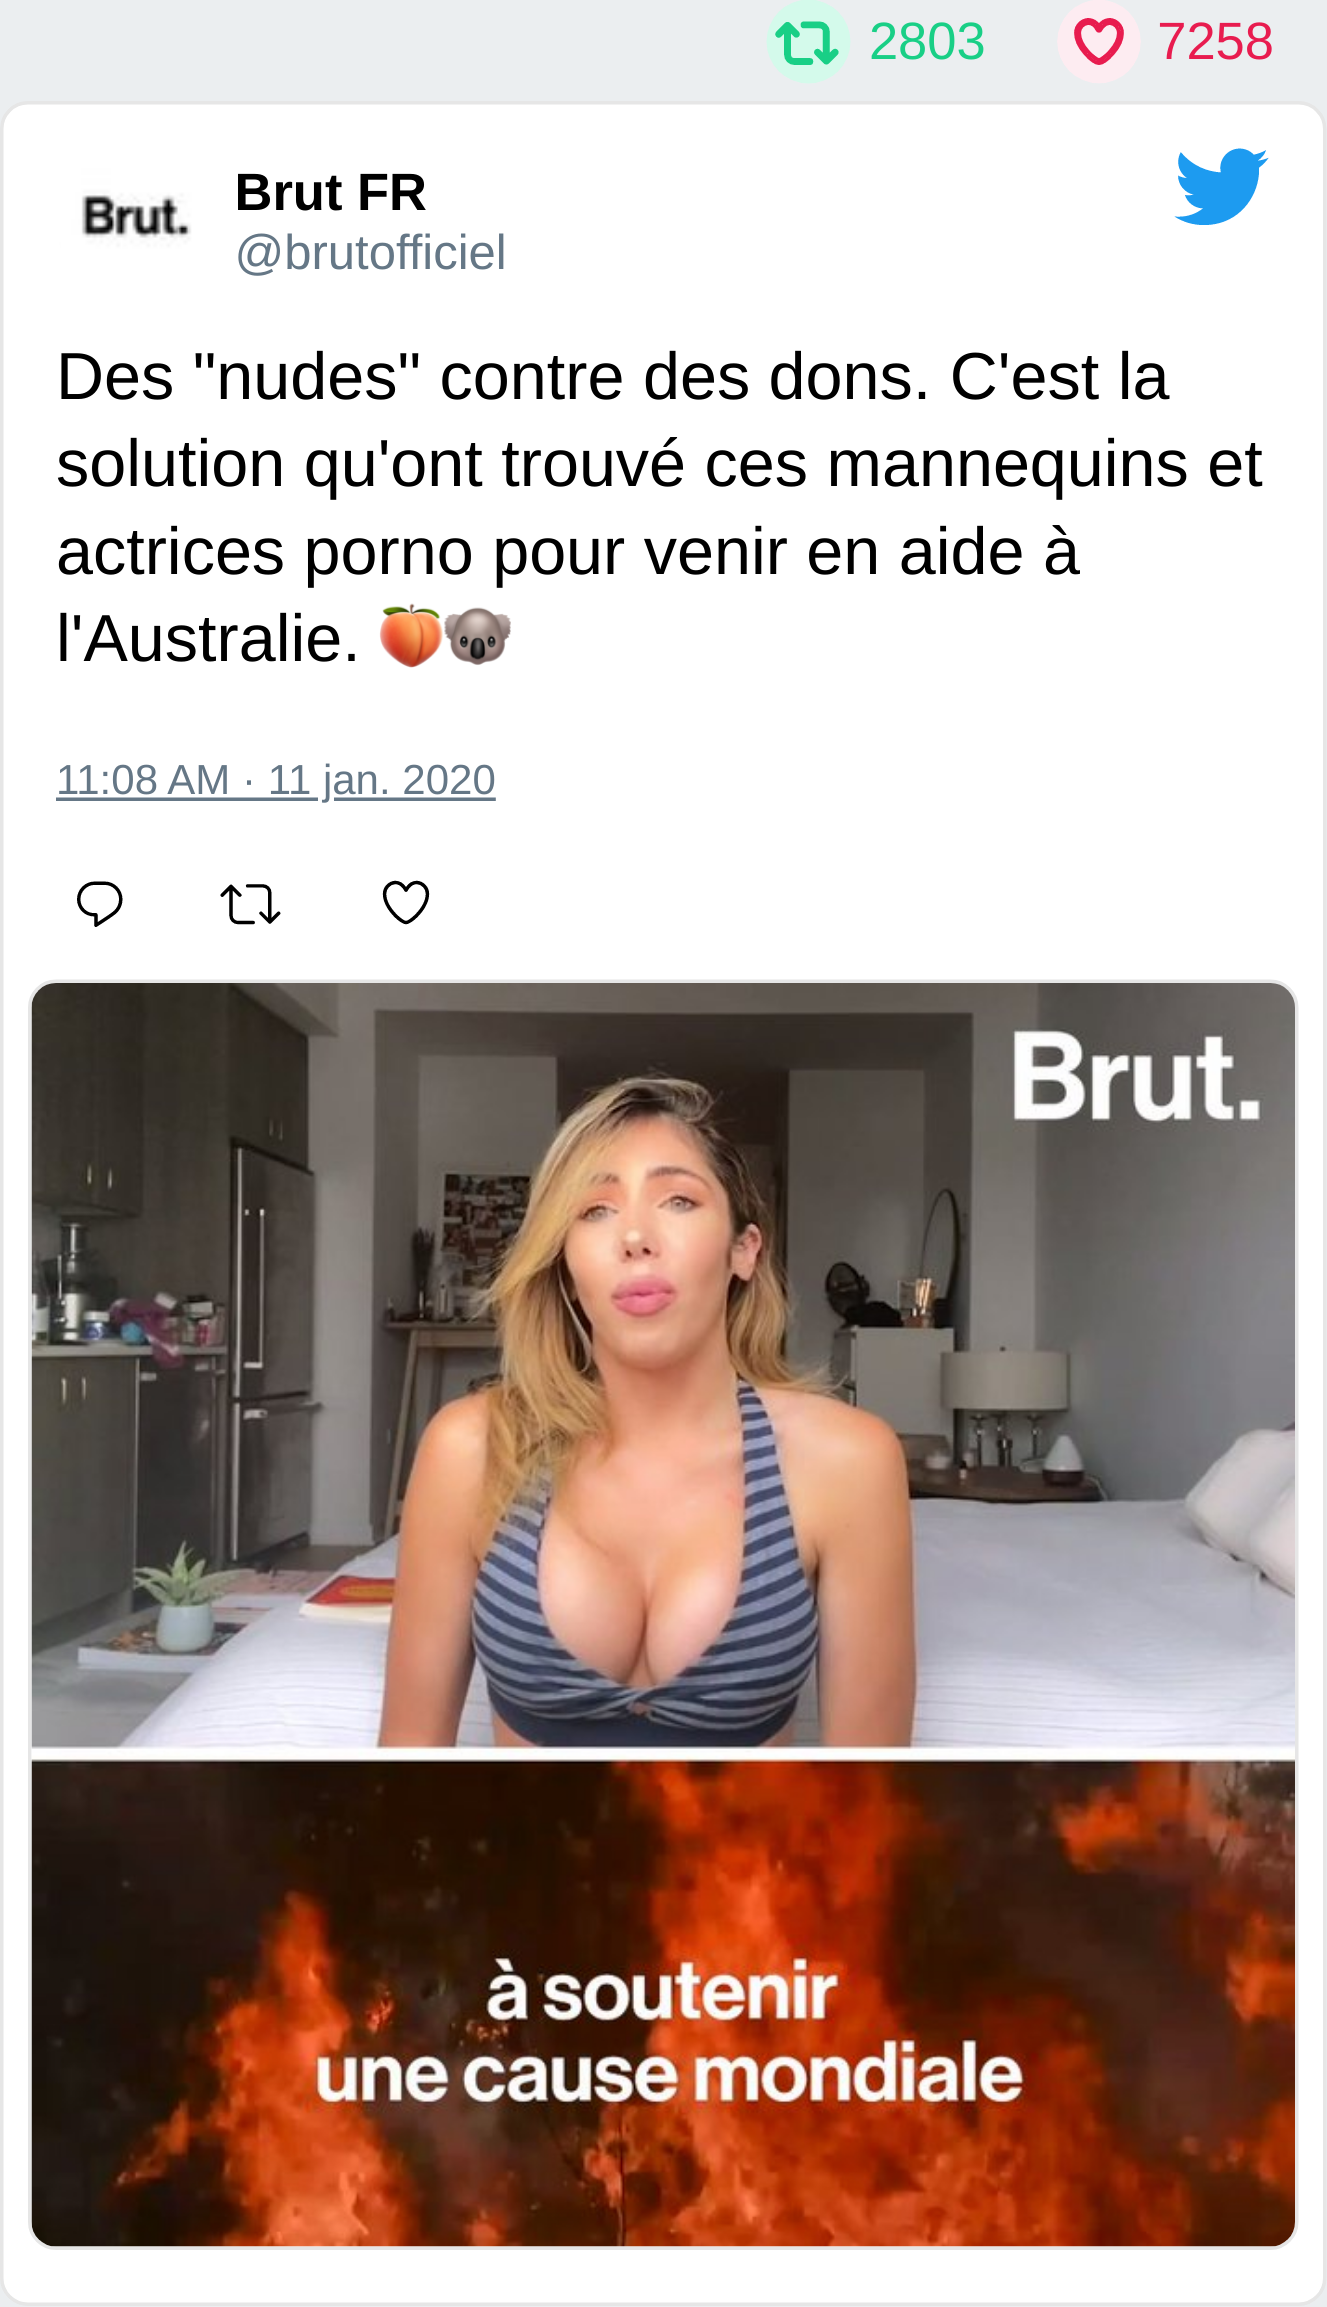 2803 7258
Brut.
Brut FR
@brutofficiel
Des "nudes" contre des dons. C'est la
solution qu'ont trouvé ces mannequins et
actrices porno pour venir en aide à
l'Australie. 🍑🐨
11:08 AM · 11 jan. 2020
Brut.
à soutenir
une cause mondiale